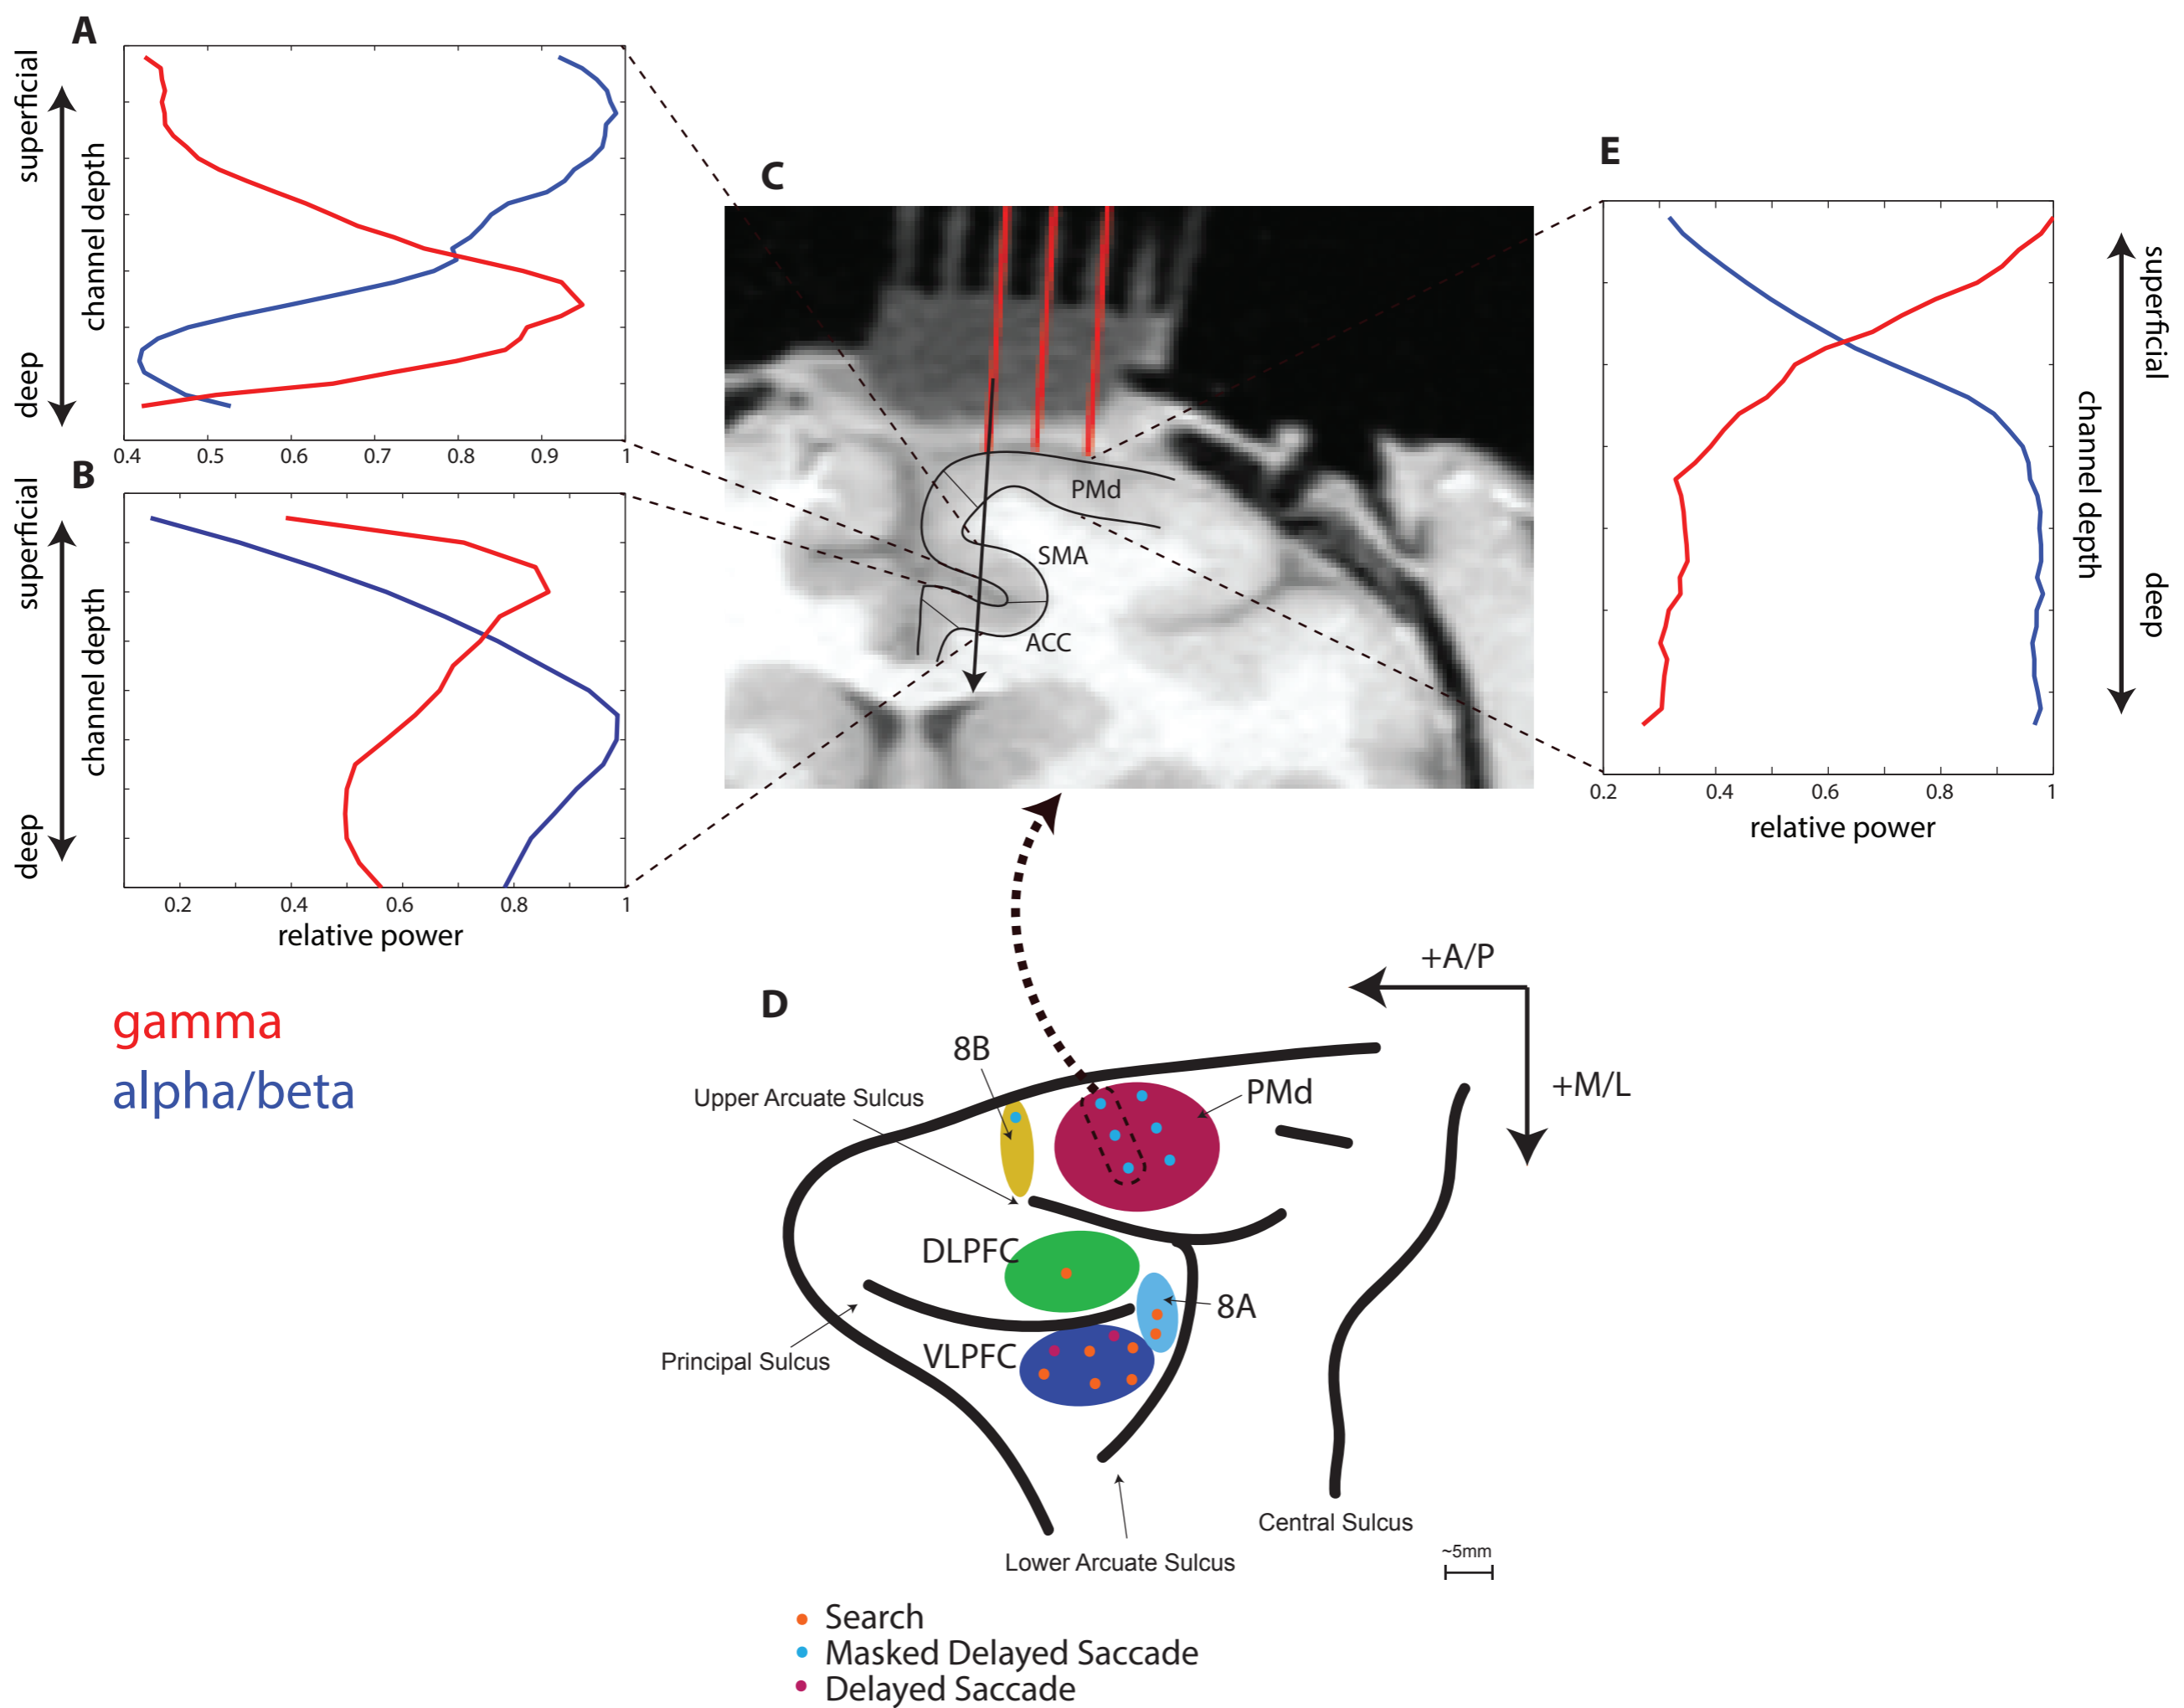 A
superficial
channel depth
deep
0.4 0.5 0.6 0.7 0.8 0.9 1
B
superficial
channel depth
deep
0.2 0.4 0.6 0.8 1
relative power
gamma
alpha/beta
C
PMd
SMA
ACC
E
superficial
channel depth
deep
0.2 0.4 0.6 0.8 1
relative power
D
+A/P
+M/L
8B
Upper Arcuate Sulcus
PMd
DLPFC
8A
VLPFC
Principal Sulcus
Central Sulcus
Lower Arcuate Sulcus
~5mm
Search
Masked Delayed Saccade
Delayed Saccade